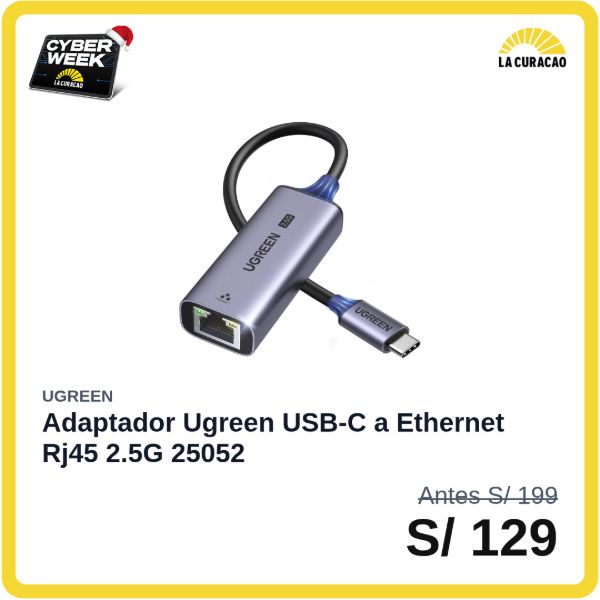 CYBER
WEEK
LA CURACAO
LA CURACAO
UGREEN
2.5G
UGREEN
UGREEN
Adaptador Ugreen USB-C a Ethernet
Rj45 2.5G 25052
Antes S/ 199
S/ 129